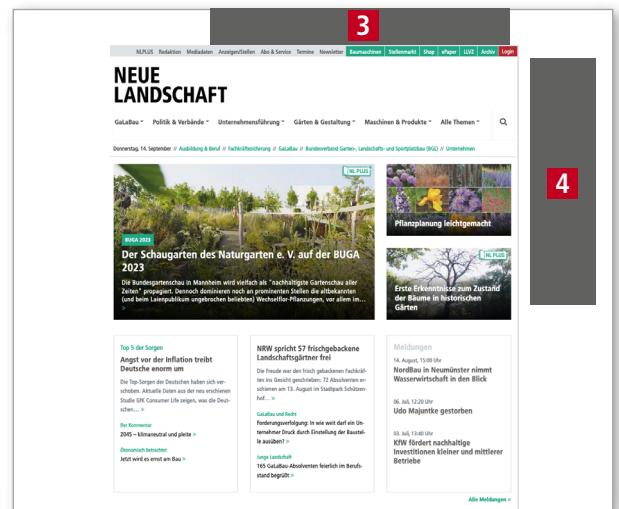 3
NLPLUS Redaktion Mediadaten Anzeigen/Stellen Abo & Service Termine Newsletter Baumaschinen Stellenmarkt Shop ePaper LLVZ Archiv Login
NEUE
LANDSCHAFT
GaLaBau Politik & Verbände Unternehmensführung Gärten & Gestaltung Maschinen & Produkte Alle Themen
Donnerstag, 14. September // Ausbildung & Beruf // Fachkräftesicherung // GaLaBau // Bundesverband Garten-, Landschafts- und Sportplatzbau (BGL) // Unternehmen
NL PLUS
BUGA 2023
Der Schaugarten des Naturgarten e. V. auf der BUGA
2023
Die Bundesgartenschau in Mannheim wird vielfach als "nachhaltigste Gartenschau aller
Zeiten" propagiert. Dennoch dominieren noch an prominenten Stellen die altbekannten
(und beim Laienpublikum ungebrochen beliebten) Wechselflor-Pflanzungen, vor allem im...
»
Pflanzplanung leichtgemacht
NL PLUS
Erste Erkenntnisse zum Zustand
der Bäume in historischen
Gärten
4
Top 5 der Sorgen
Angst vor der Inflation treibt
Deutsche enorm um
Die Top-Sorgen der Deutschen haben sich ver-
schoben. Aktuelle Daten aus der neu erschienen
Studie GFK Consumer Life zeigen, was die Deut-
schen... »
Der Kommentar
2045 – klimaneutral und pleite »
Ökonomisch betrachtet
Jetzt wird es ernst am Bau »
NRW spricht 57 frischgebackene
Landschaftsgärtner frei
Die Freude war den frisch gebackenen Fachkräf-
ten ins Gesicht geschrieben: 72 Absolventen er-
schienen am 13. August im Stadtpark Schützen-
hof... »
GaLaBau und Recht
Forderungsverfolgung: In wie weit darf ein Un-
ternehmer Druck durch Einstellung der Baustel-
le ausüben? »
Junge Landschaft
165 GaLaBau-Absolventen feierlich im Berufs-
stand begrüßt »
Meldungen
14. August, 15:00 Uhr
NordBau in Neumünster nimmt
Wasserwirtschaft in den Blick
06. Juli, 12:20 Uhr
Udo Majuntke gestorben
03. Juli, 13:40 Uhr
KfW fördert nachhaltige
Investitionen kleiner und mittlerer
Betriebe
Alle Meldungen »